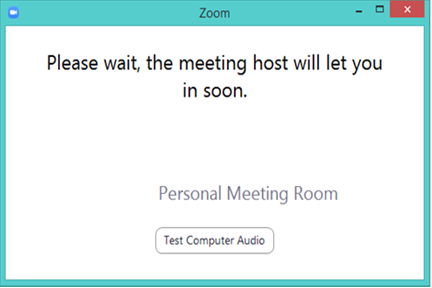 Zoom
Please wait, the meeting host will let you
in soon.
Personal Meeting Room
Test Computer Audio